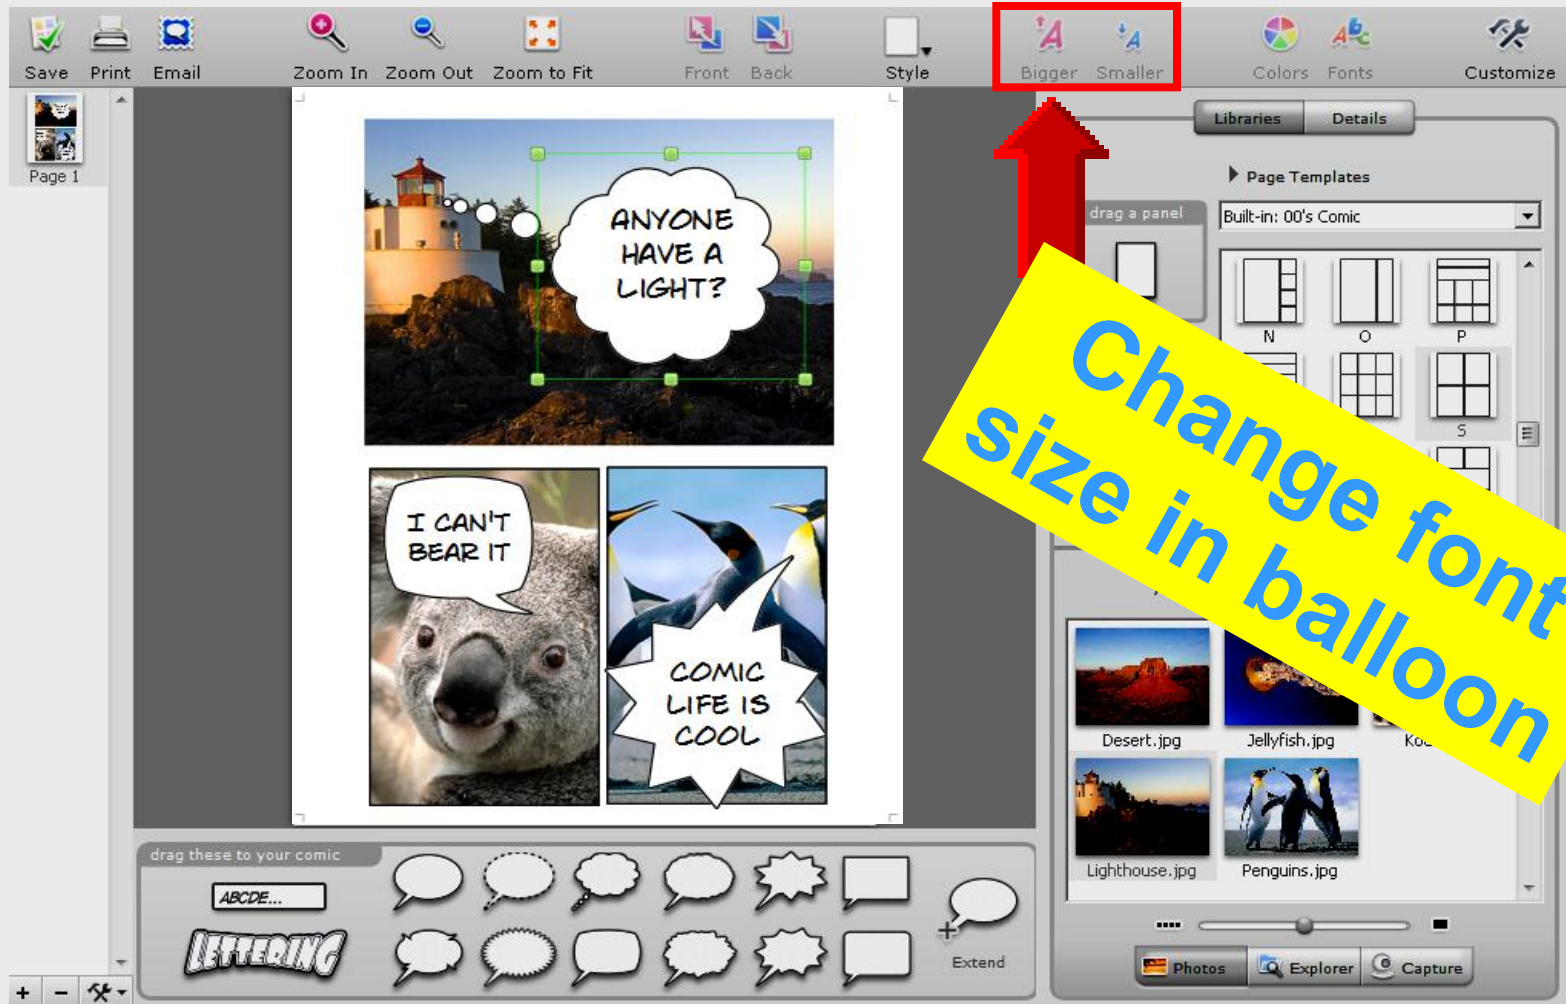 Save Print Email Zoom In Zoom Out Zoom to Fit Front Back Style Bigger Smaller Colors Fonts Customize
Page 1
ANYONE
HAVE A
LIGHT?
I CAN'T
BEAR IT
COMIC
LIFE IS
COOL
Libraries Details
Page Templates
drag a panel
Built-in: 00's Comic
N O P
S
Change font
size in balloon
Desert.jpg Jellyfish.jpg
Lighthouse.jpg Penguins.jpg
Photos Explorer Capture
drag these to your comic
ABCDE...
LETTERING
Extend